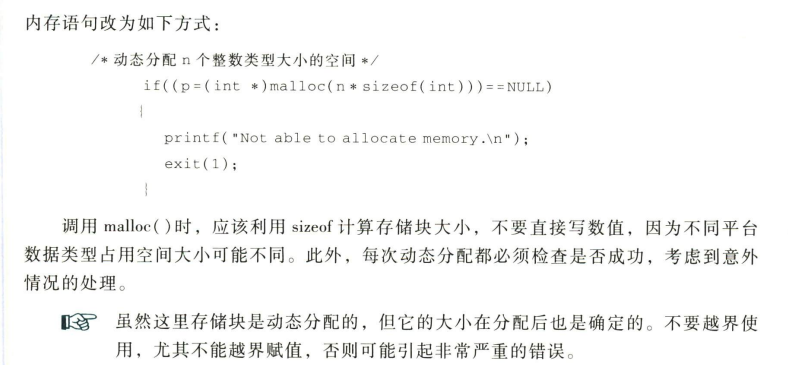 内存语句改为如下方式：
/* 动态分配 n 个整数类型大小的空间 */
if((p=(int *)malloc(n*sizeof(int)))==NULL)
{
printf("Not able to allocate memory.\n");
exit(1);
}
调用 malloc( )时，应该利用 sizeof 计算存储块大小，不要直接写数值，因为不同平台
数据类型占用空间大小可能不同。此外，每次动态分配都必须检查是否成功，考虑到意外
情况的处理。
虽然这里存储块是动态分配的，但它的大小在分配后也是确定的。不要越界使
用，尤其不能越界赋值，否则可能引起非常严重的错误。